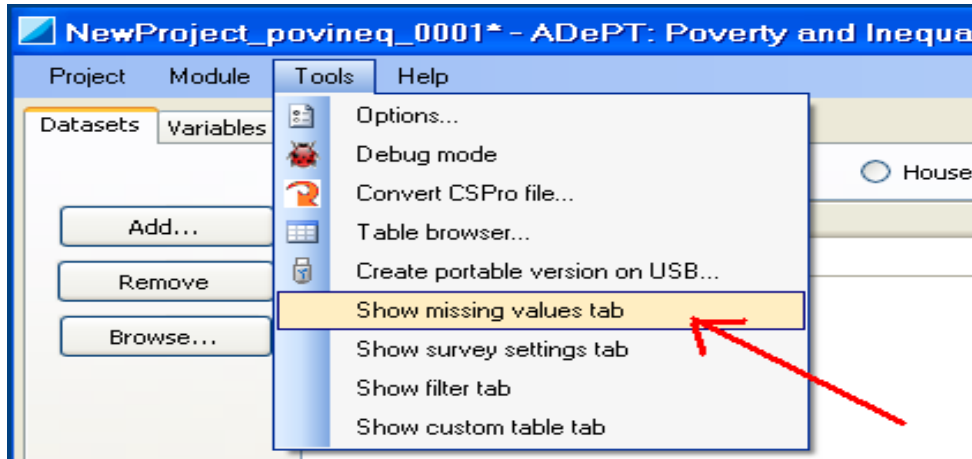 NewProject_povineq_0001* - ADePT: Poverty and Inequa
Project Module Tools Help
Datasets Variables
Options...
Debug mode
House
Convert CSPro file...
Add...
Table browser...
Create portable version on USB...
Remove
Show missing values tab
Browse...
Show survey settings tab
Show filter tab
Show custom table tab